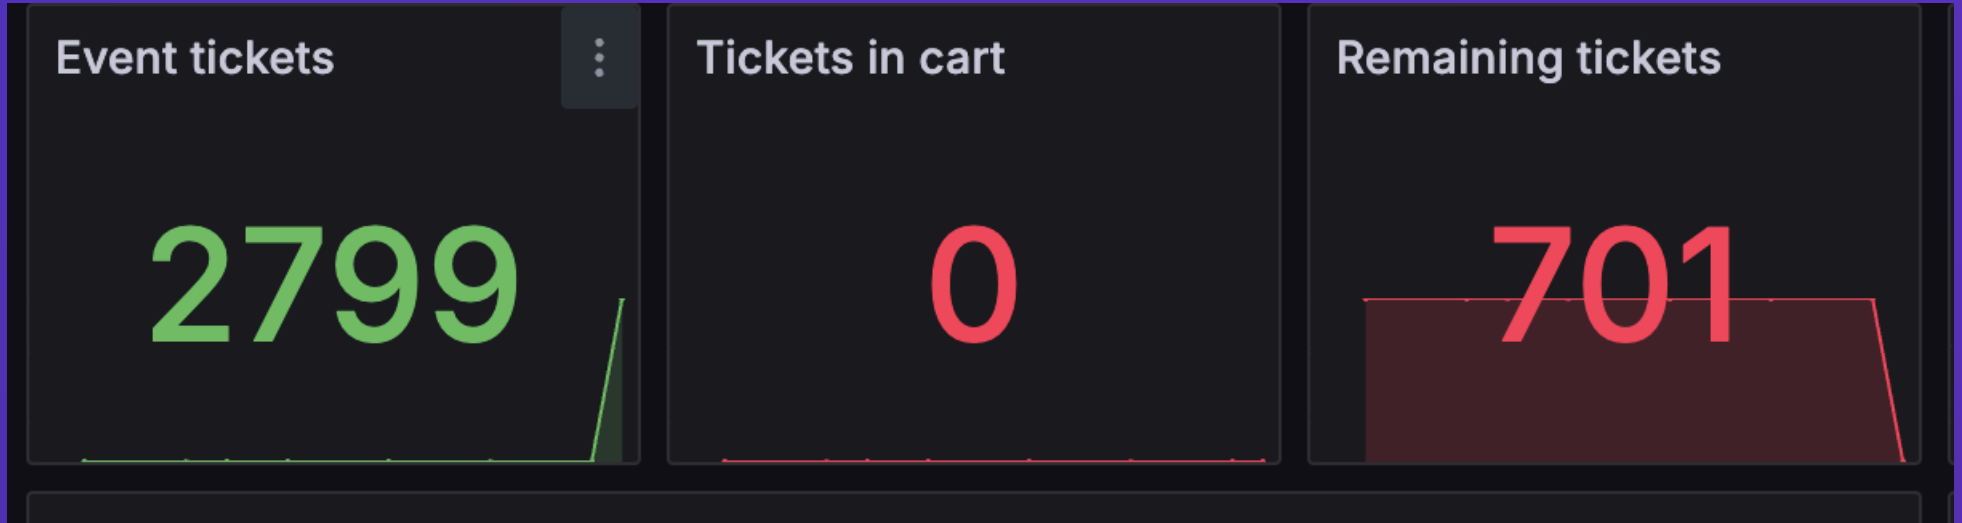 Event tickets
2799
Tickets in cart
0
Remaining tickets
701